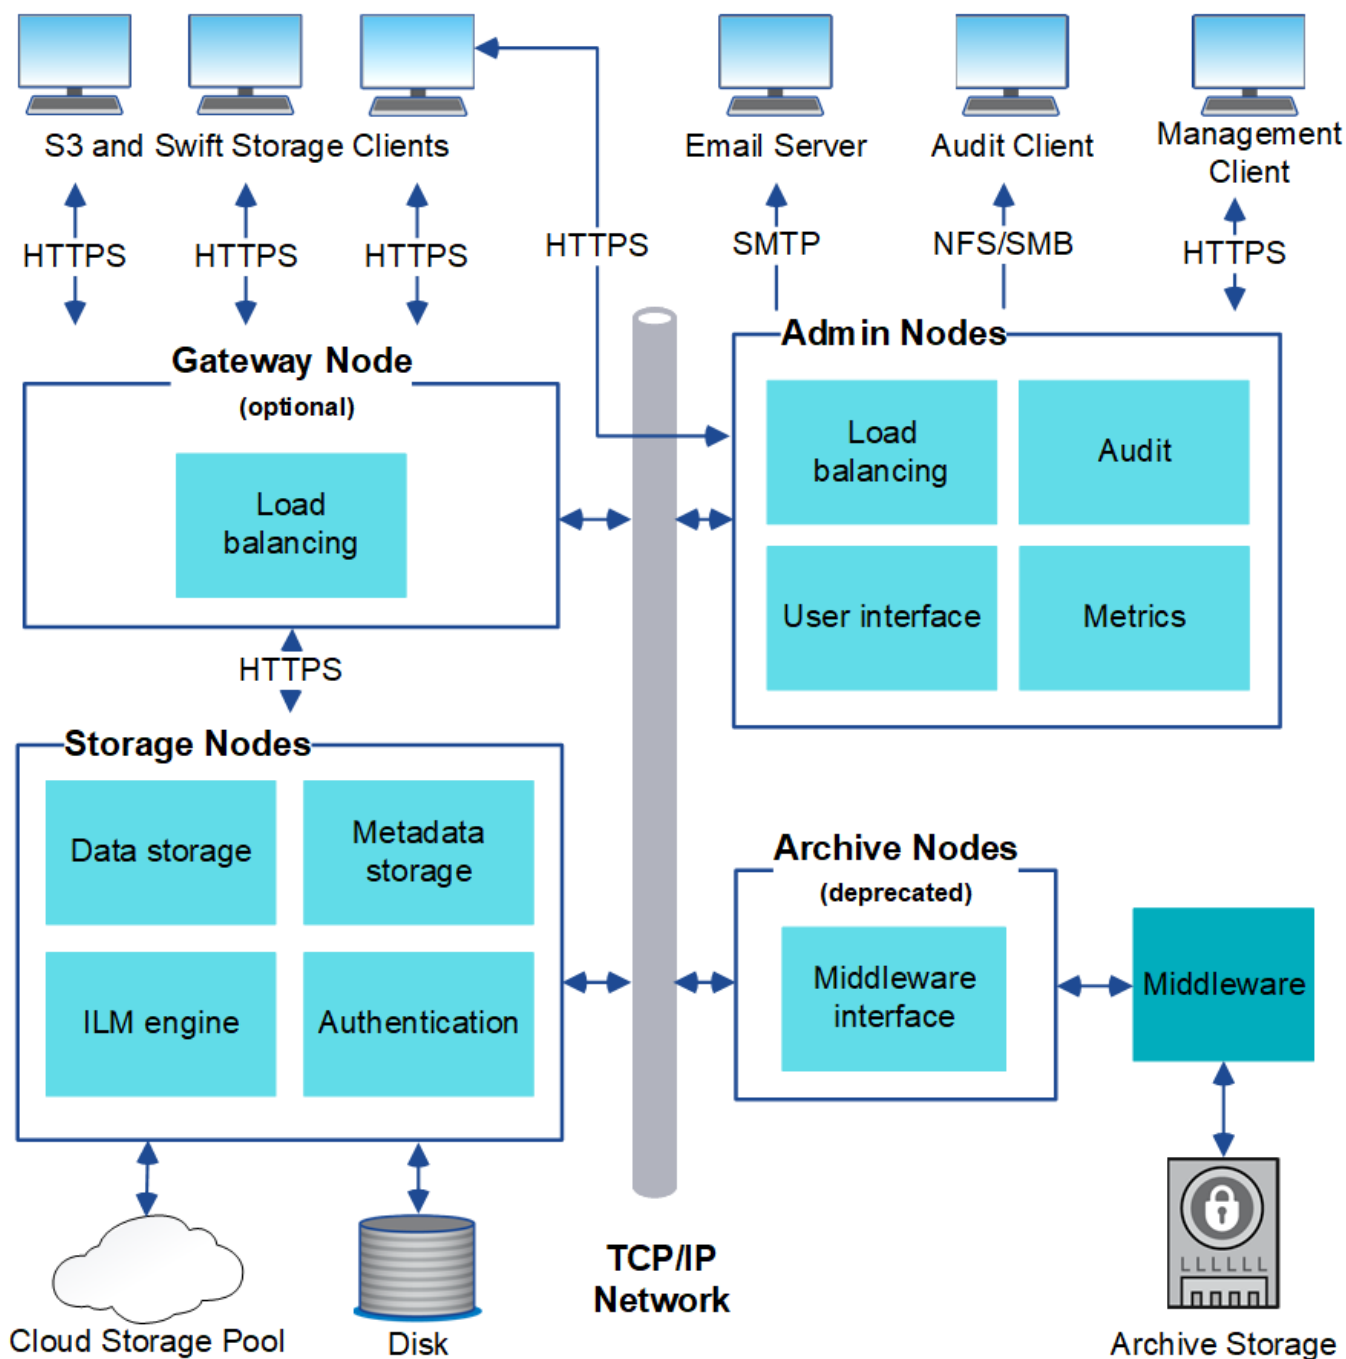 S3 and Swift Storage Clients
Email Server
Audit Client
Management
Client
HTTPS
HTTPS
HTTPS
HTTPS
SMTP
NFS/SMB
HTTPS
Gateway Node
(optional)
Load
balancing
Admin Nodes
Load
balancing
Audit
User interface
Metrics
HTTPS
Storage Nodes
Data storage
Metadata
storage
ILM engine
Authentication
Archive Nodes
(deprecated)
Middleware
interface
Middleware
Cloud Storage Pool
Disk
TCP/IP
Network
LLLLLL
Archive Storage